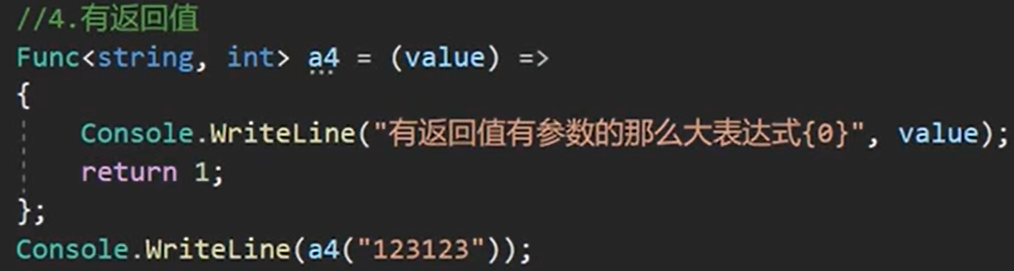 //4.有返回值
Func<string, int> a4 = (value) =>
{
    Console.WriteLine("有返回值有参数的那么大表达式{0}", value);
    return 1;
};
Console.WriteLine(a4("123123"));